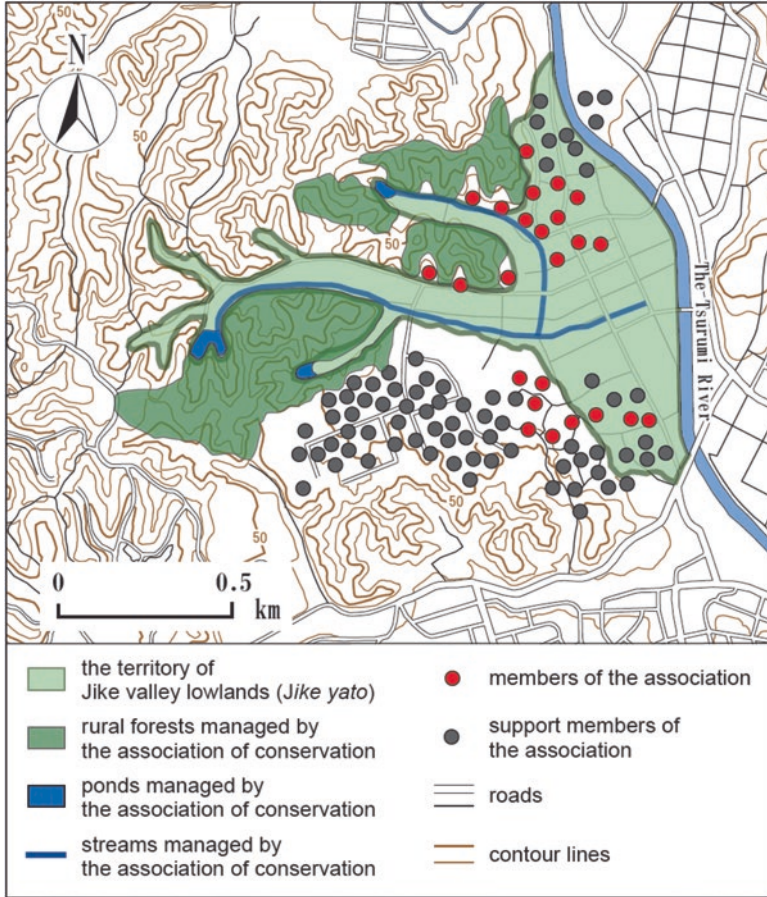 N
50
50
50
50
50
The Tsurumi River
0 0.5
km
the territory of
Jike valley lowlands (Jike yato)
rural forests managed by
the association of conservation
ponds managed by
the association of conservation
streams managed by
the association of conservation
members of the association
support members of
the association
roads
contour lines